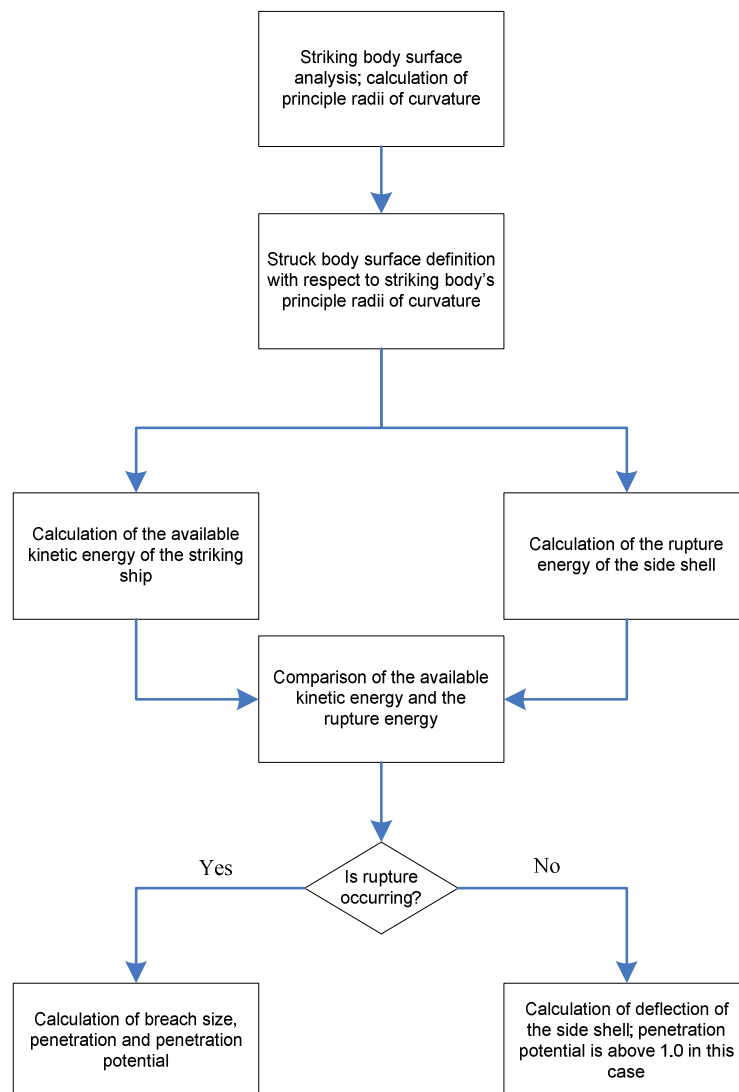 Striking body surface
analysis; calculation of
principle radii of
curvature
Struck body surface definition
with respect to striking body's
principle radii of curvature
Calculation of the available
kinetic energy of the striking
ship
Calculation of the rupture
energy of the side shell
Comparison of the available
kinetic energy and the
rupture energy
Is rupture
occurring?
Yes
No
Calculation of breach size,
penetration and penetration
potential
Calculation of deflection of
the side shell; penetration
potential is above 1.0 in this
case